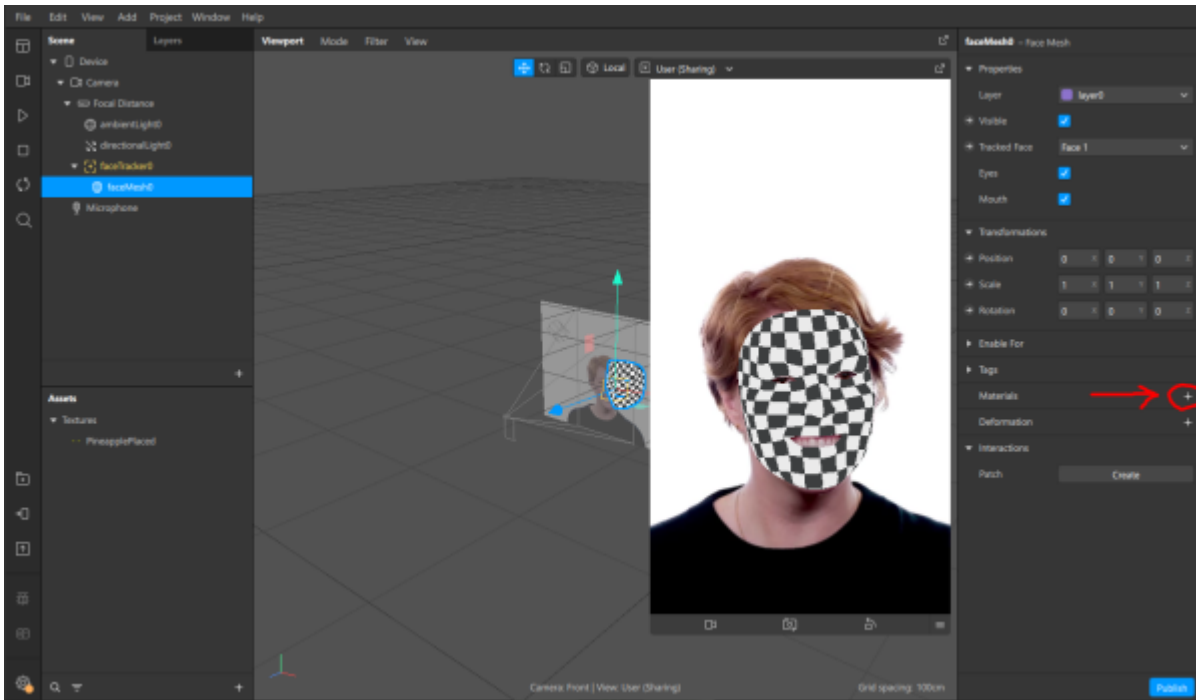 File Edit View Add Project Window Help
Scene Layers
Device
Camera
Focal Distance
ambientLight0
directionalLight0
faceTracker0
faceMesh0
Microphone
Assets
Textures
PineapplePlaced
Viewport Mode Filter View
Local User (Sharing)
Camera: Front | View: User (Sharing)
Grid spacing: 100cm
faceMesh0 - Face Mesh
Properties
Layer layer0
Visible
Tracked Face Face 1
Eyes
Mouth
Transformations
Position 0 X 0 Y 0 Z
Scale 1 X 1 Y 1 Z
Rotation 0 X 0 Y 0 Z
Enable For
Tags
Materials +
Deformation +
Interactions
Patch Create
Publish